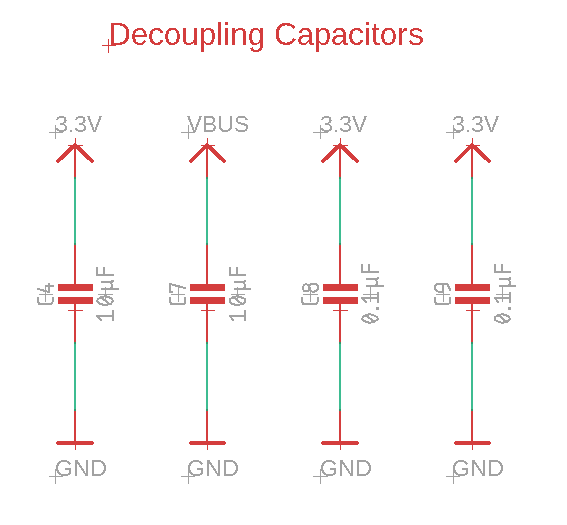 Decoupling Capacitors
3.3V VBUS 3.3V 3.3V
C4 10µF C7 10µF C8 0.1µF C9 0.1µF
GND GND GND GND